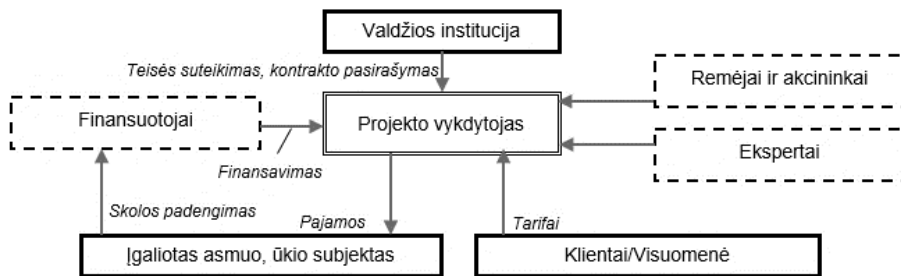 Valdžios institucija
Teisės suteikimas, kontrakto pasirašymas
Remėjai ir akcininkai
Finansuotojai
Projekto vykdytojas
Ekspertai
Finansavimas
Skolos padengimas
Pajamos
Tarifai
Įgaliotas asmuo, ūkio subjektas
Klientai/Visuomenė